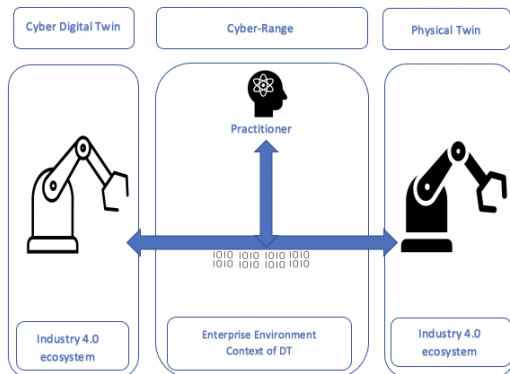 Cyber Digital Twin
Cyber-Range
Physical Twin
Practitioner
1010 1010 1010 1010
1010 1010 1010 1010
Industry 4.0
ecosystem
Enterprise Environment
Context of DT
Industry 4.0
ecosystem